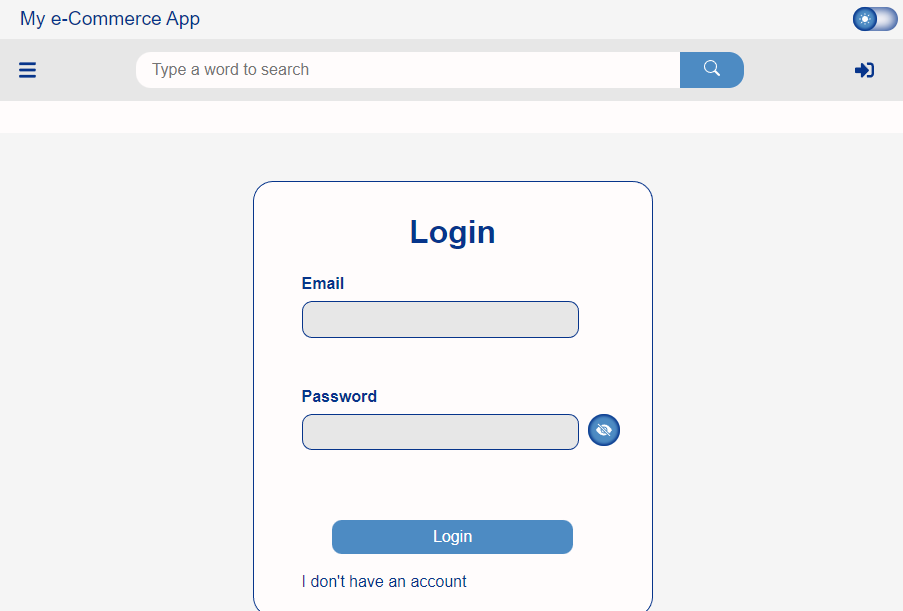 My e-Commerce App
Type a word to search
Login
Email
Password
Login
I don't have an account